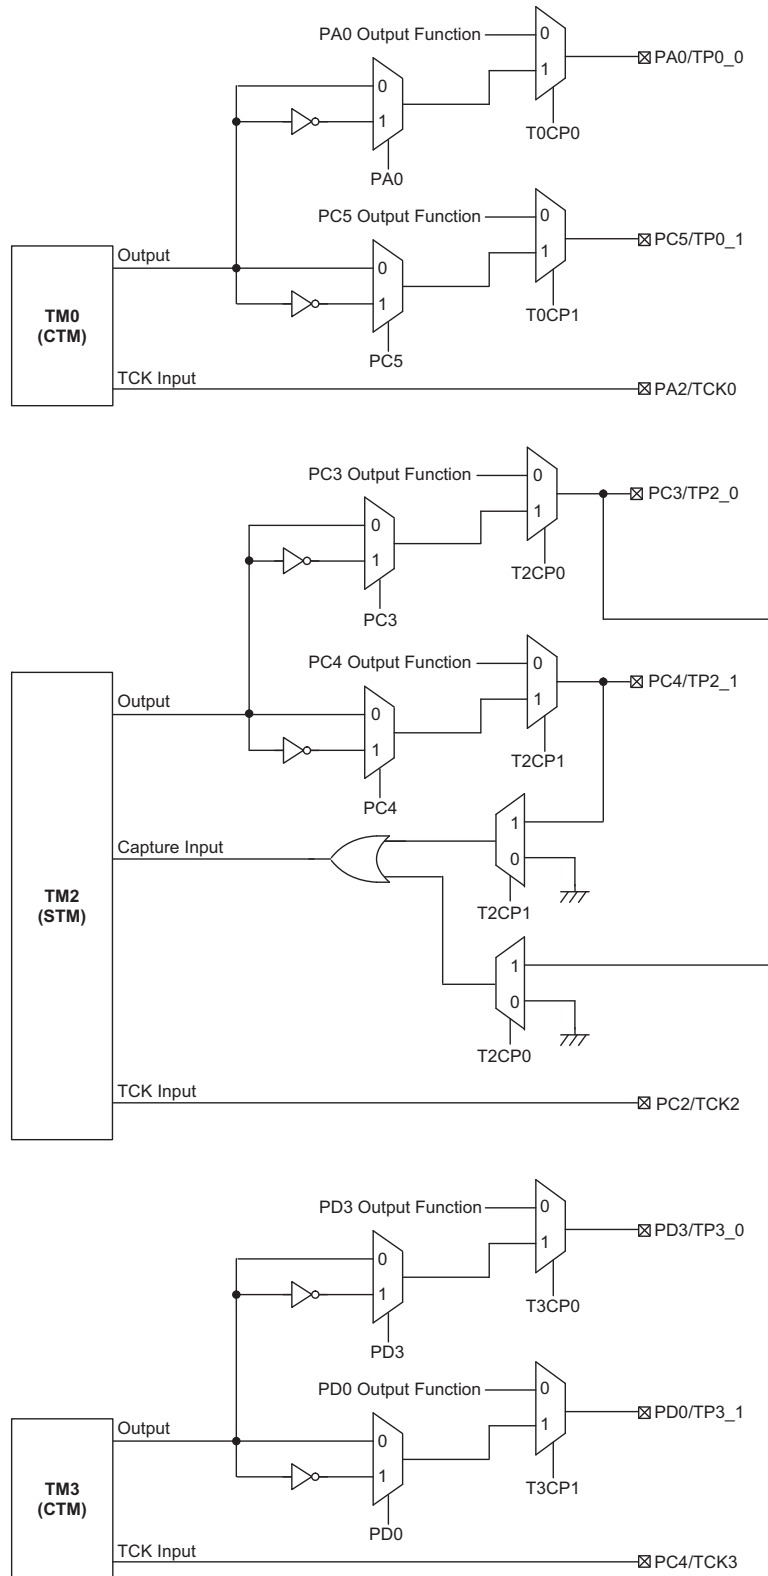 PA0 Output Function
0
1
PA0/TP0_0
0
1
T0CP0
PA0
PC5 Output Function
0
1
PC5/TP0_1
Output
0
1
T0CP1
TM0
(CTM)
PC5
TCK Input
PA2/TCK0
PC3 Output Function
0
1
PC3/TP2_0
0
1
T2CP0
PC3
PC4 Output Function
0
1
PC4/TP2_1
Output
0
1
T2CP1
PC4
1
0
Capture Input
T2CP1
TM2
(STM)
1
0
T2CP0
TCK Input
PC2/TCK2
PD3 Output Function
0
1
PD3/TP3_0
0
1
T3CP0
PD3
PD0 Output Function
0
1
PD0/TP3_1
Output
0
1
T3CP1
TM3
(CTM)
PD0
TCK Input
PC4/TCK3